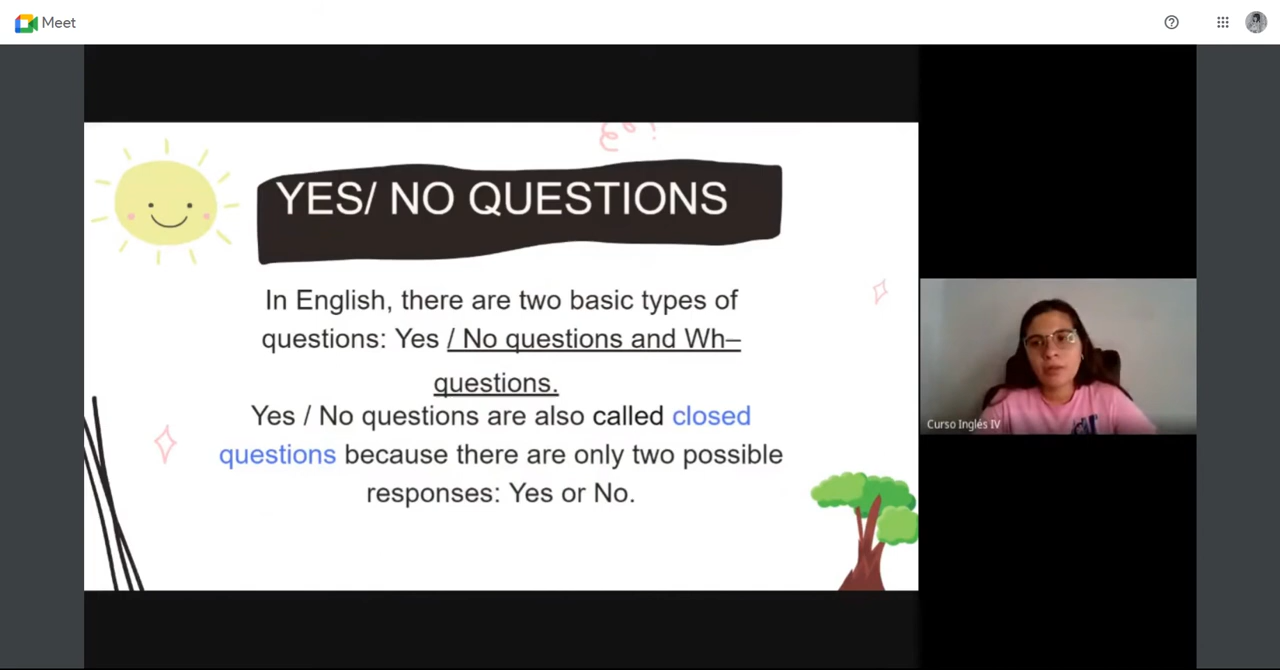 Meet
YES/ NO QUESTIONS
In English, there are two basic types of
questions: Yes / No questions and Wh–
questions.
Yes / No questions are also called closed
questions because there are only two possible
responses: Yes or No.
Curso Inglés IV